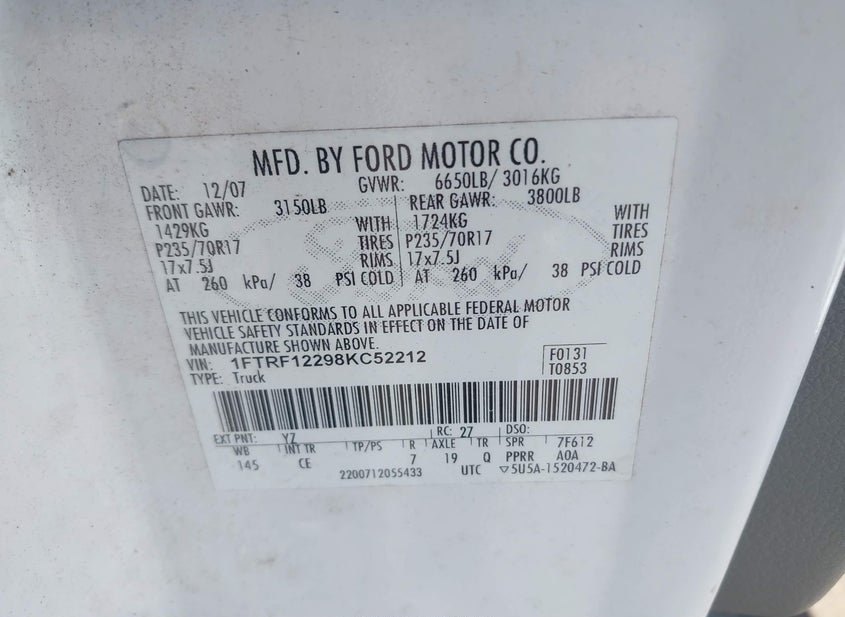 MFD. BY FORD MOTOR CO.
DATE: 12/07 GVWR: 6650LB/ 3016KG
FRONT GAWR: 3150LB REAR GAWR: 3800LB
1429KG WITH 1724KG WITH
P235/70R17 TIRES P235/70R17 TIRES
17x7.5J RIMS 17x7.5J RIMS
AT 260 kPa/ 38 PSI COLD AT 260 kPa/ 38 PSI COLD
THIS VEHICLE CONFORMS TO ALL APPLICABLE FEDERAL MOTOR
VEHICLE SAFETY STANDARDS IN EFFECT ON THE DATE OF
MANUFACTURE SHOWN ABOVE.
VIN: 1FTRF12298KC52212 F0131
TYPE: Truck T0853
EXT PNT: YZ RC: 27 DSO:
WB INT TR TP/PS R AXLE TR SPR 7F612
145 CE 7 19 Q PPRR A0A
2200712055433 UTC ▽5U5A-1520472-BA